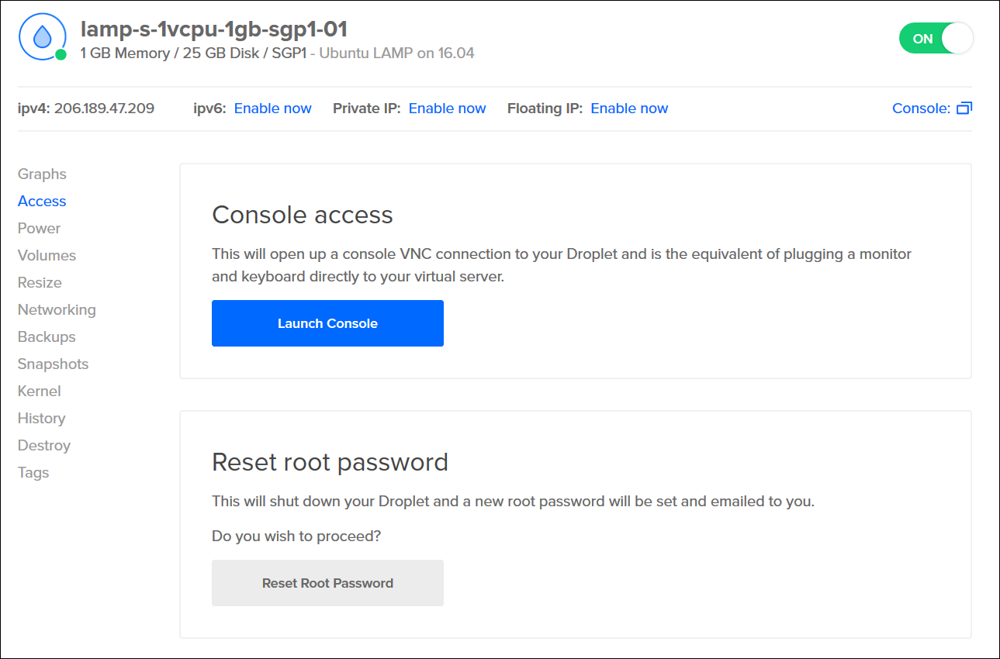 lamp-s-1vcpu-1gb-sgp1-01
1 GB Memory / 25 GB Disk / SGP1 - Ubuntu LAMP on 16.04
ON
ipv4: 206.189.47.209 ipv6: Enable now Private IP: Enable now Floating IP: Enable now Console:
Graphs
Access
Power
Volumes
Resize
Networking
Backups
Snapshots
Kernel
History
Destroy
Tags
Console access
This will open up a console VNC connection to your Droplet and is the equivalent of plugging a monitor
and keyboard directly to your virtual server.
Launch Console
Reset root password
This will shut down your Droplet and a new root password will be set and emailed to you.
Do you wish to proceed?
Reset Root Password